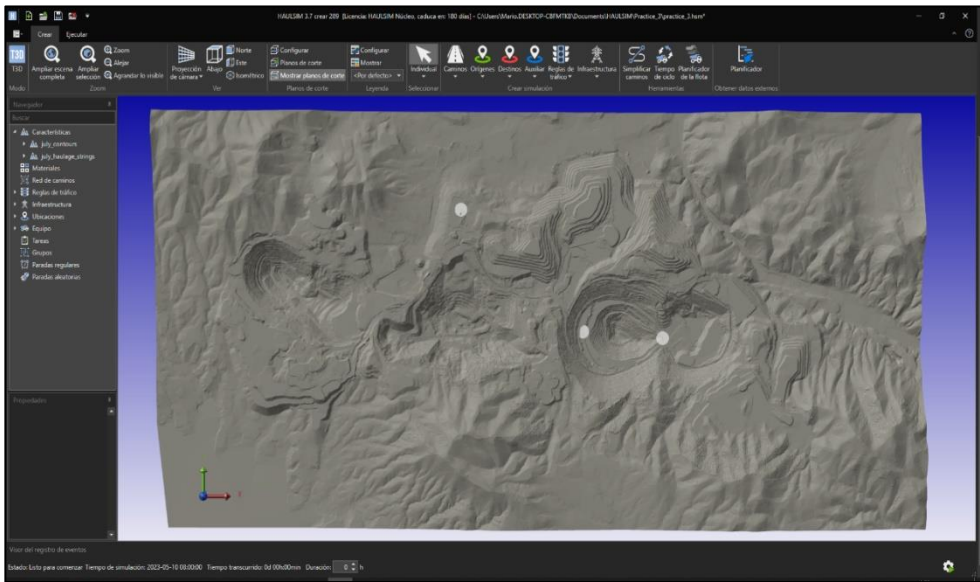 HAULSIM 3.7 crear 289 [Licencia: HAULSIM Núcleo, caduca en: 180 días] - C:\Users\Mario.DESKTOP-CBFMTKB\Documents\HAULSIM\Practice_3\practice_3.hsm*
Crear Ejecutar
T3D
T3D
Modo
Ampliar escena completa
Ampliar selección
Zoom
Alejar
Agrandar lo visible
Zoom
Proyección de cámara
Abajo
Norte
Este
Isométrico
Ver
Configurar
Planos de corte
Mostrar planos de corte
Planos de corte
Configurar
Mostrar
<Por defecto>
Leyenda
Individual
Seleccionar
Caminos
Orígenes
Destinos
Auxiliar
Reglas de tráfico
Infraestructura
Crear simulación
Simplificar caminos
Tiempo de ciclo
Planificador de la flota
Herramientas
Planificador
Obtener datos externos
Navegador
Buscar
Características
july_contours
july_haulage_strings
Materiales
Red de caminos
Reglas de tráfico
Infraestructura
Ubicaciones
Equipo
Tareas
Grupos
Paradas regulares
Paradas aleatorias
Propiedades
X
Visor del registro de eventos
Estado: Listo para comenzar Tiempo de simulación: 2023-05-10 08:00:00 Tiempo transcurrido: 0d 00h:00min Duración: 0 h